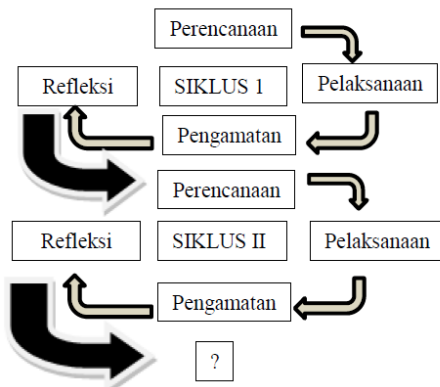 Perencanaan
Refleksi SIKLUS 1 Pelaksanaan
Pengamatan
Perencanaan
Refleksi SIKLUS II Pelaksanaan
Pengamatan
?